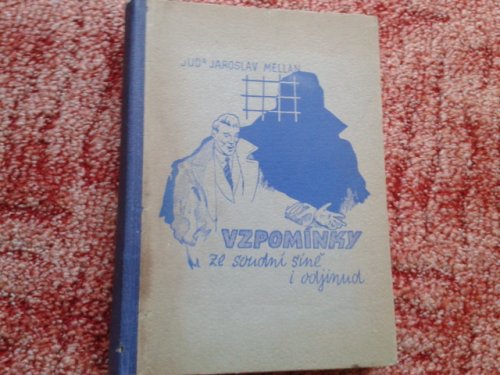 JUDR JAROSLAV MELLAN
VZPOMÍNKY
ze soudní síně
i odjinud